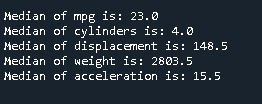 Median of mpg is: 23.0
Median of cylinders is: 4.0
Median of displacement is: 148.5
Median of weight is: 2803.5
Median of acceleration is: 15.5